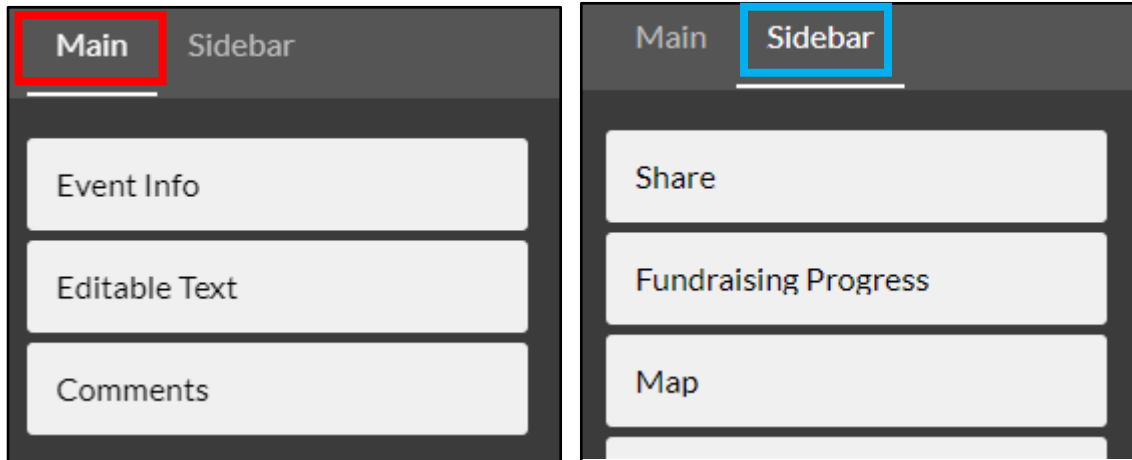 Main Sidebar
Event Info
Editable Text
Comments
Main Sidebar
Share
Fundraising Progress
Map